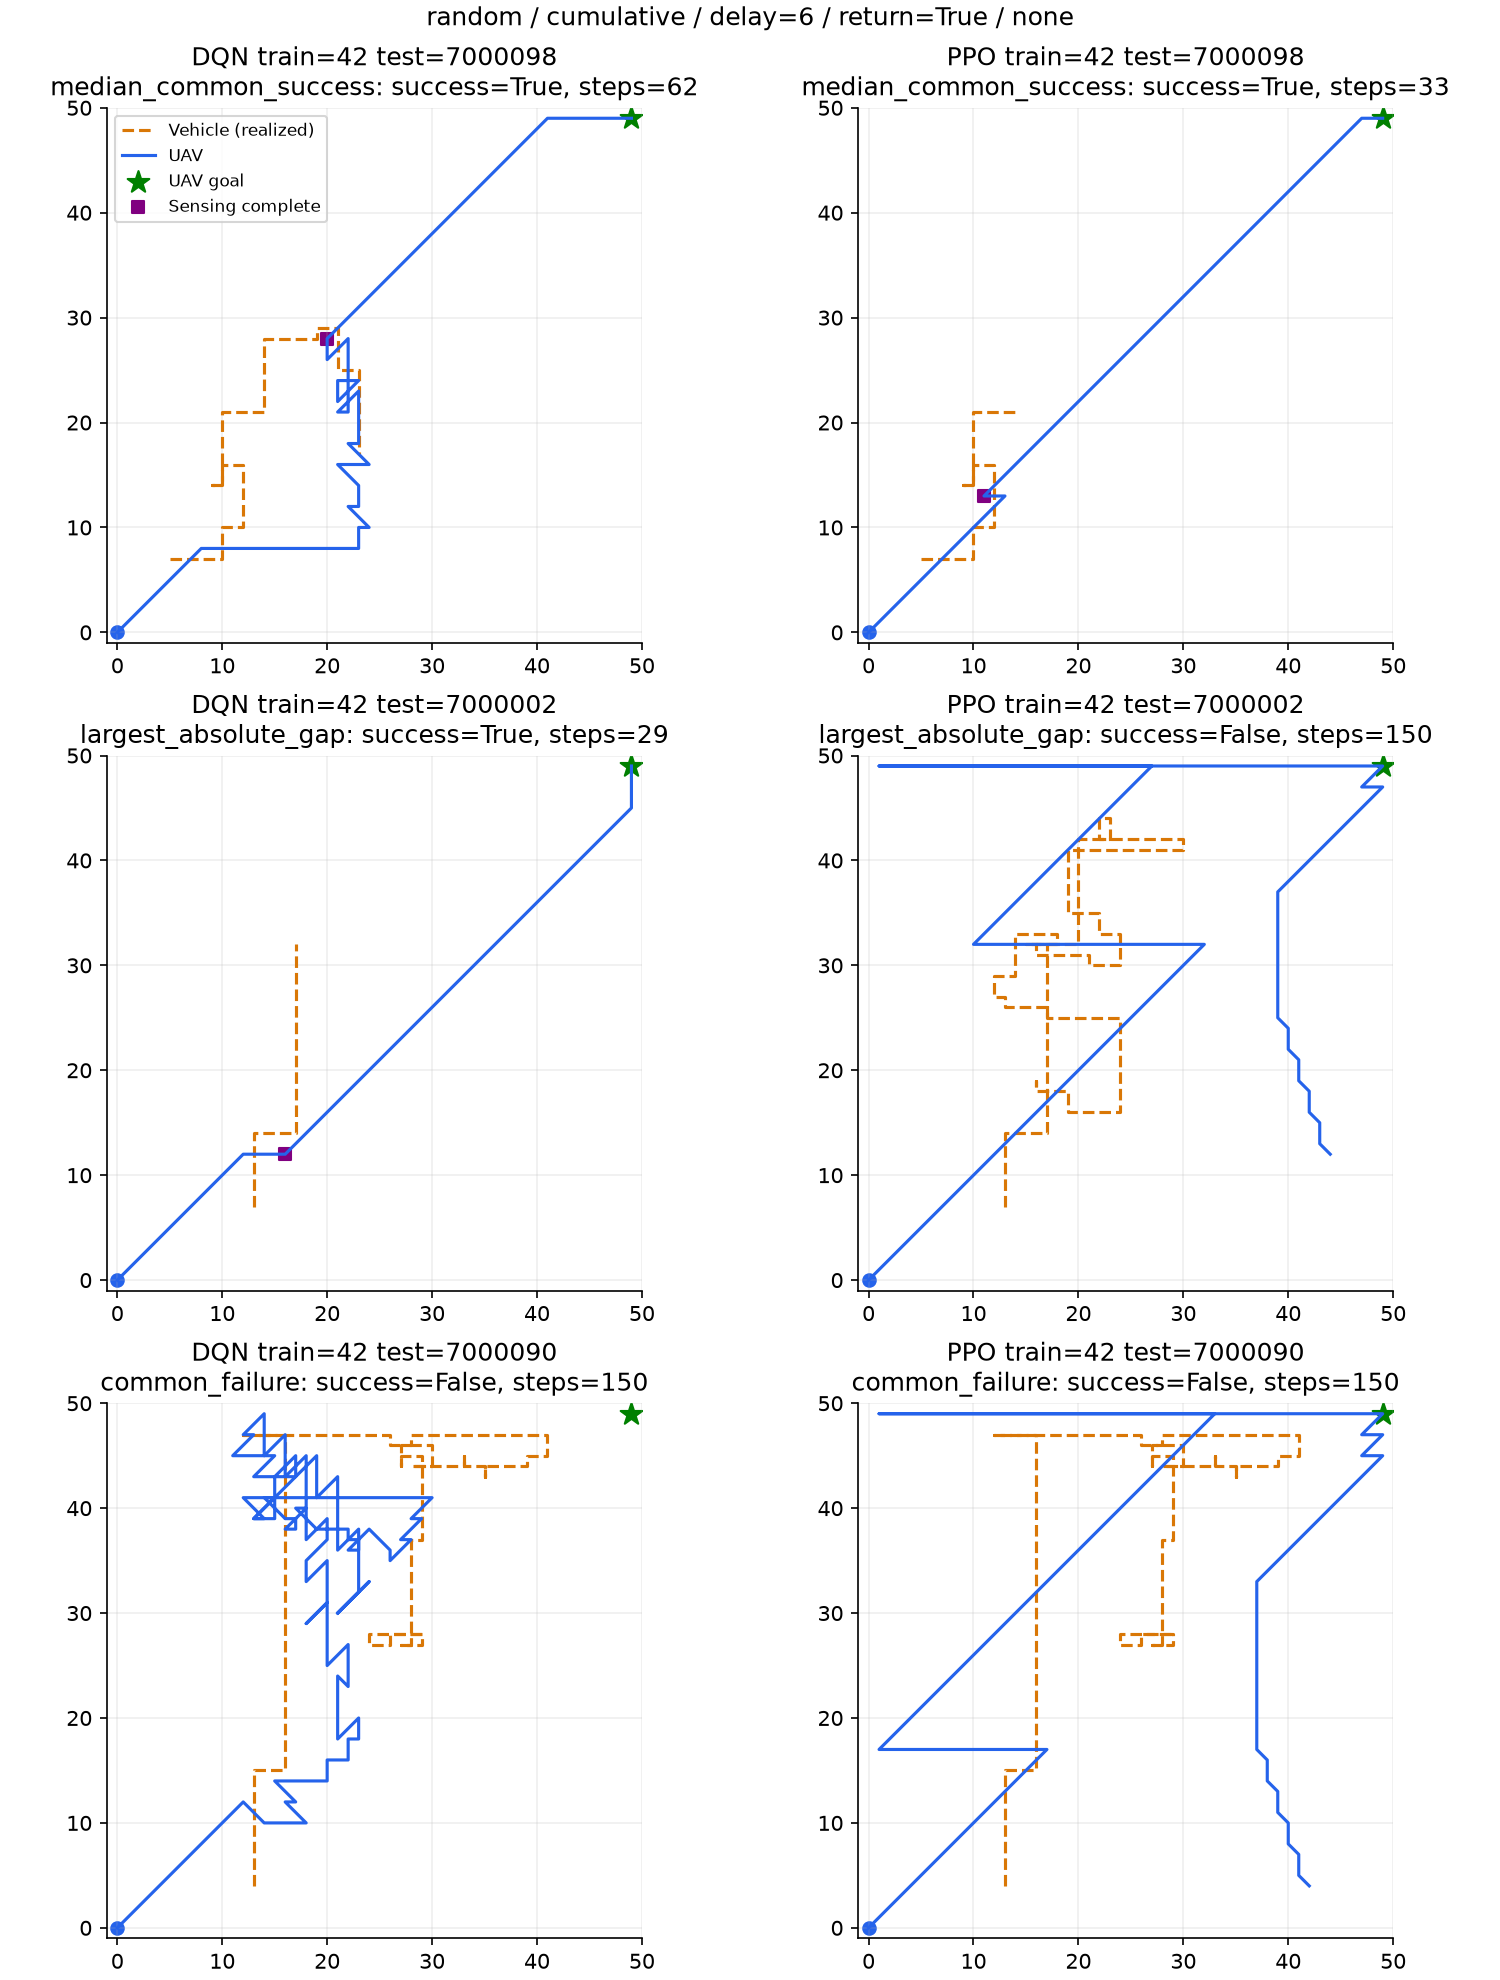 random / cumulative / delay=6 / return=True / none
DQN train=42 test=7000098
median_common_success: success=True, steps=62
50
40
30
20
10
0
0 10 20 30 40 50
Vehicle (realized)
UAV
UAV goal
Sensing complete
PPO train=42 test=7000098
median_common_success: success=True, steps=33
50
40
30
20
10
0
0 10 20 30 40 50
DQN train=42 test=7000002
largest_absolute_gap: success=True, steps=29
50
40
30
20
10
0
0 10 20 30 40 50
PPO train=42 test=7000002
largest_absolute_gap: success=False, steps=150
50
40
30
20
10
0
0 10 20 30 40 50
DQN train=42 test=7000090
common_failure: success=False, steps=150
50
40
30
20
10
0
0 10 20 30 40 50
PPO train=42 test=7000090
common_failure: success=False, steps=150
50
40
30
20
10
0
0 10 20 30 40 50